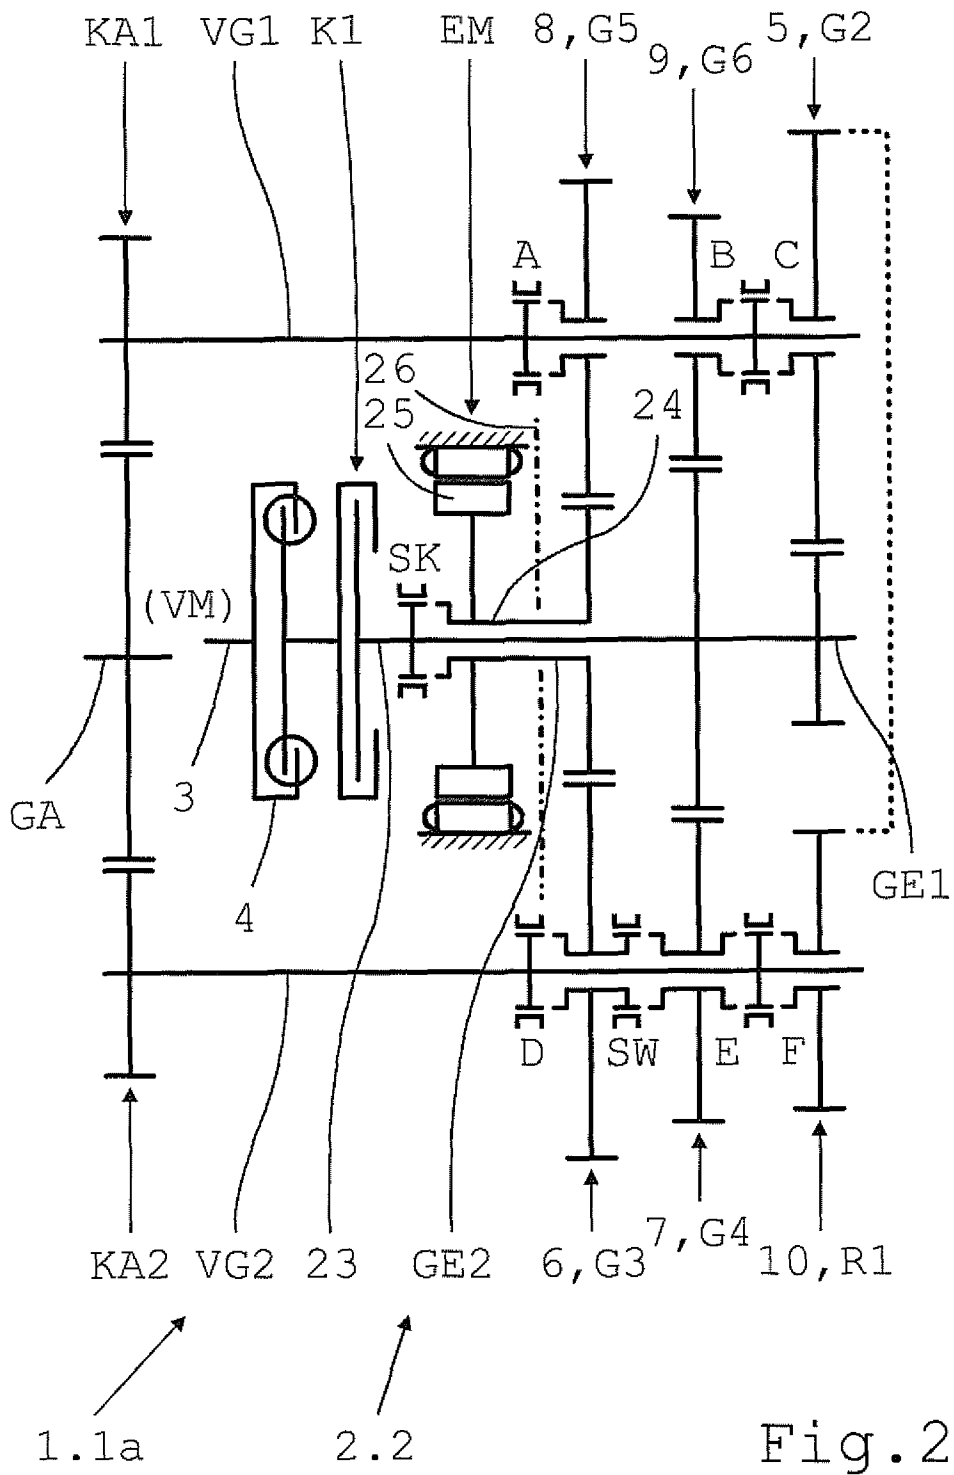 KA1 VG1 K1 EM 8,G5 9,G6 5,G2
A B C
26
25 24
SK
(VM)
GA 3
4 GE1
D SW E F
KA2 VG2 23 GE2 6,G3 7,G4 10,R1
1.1a 2.2 Fig.2